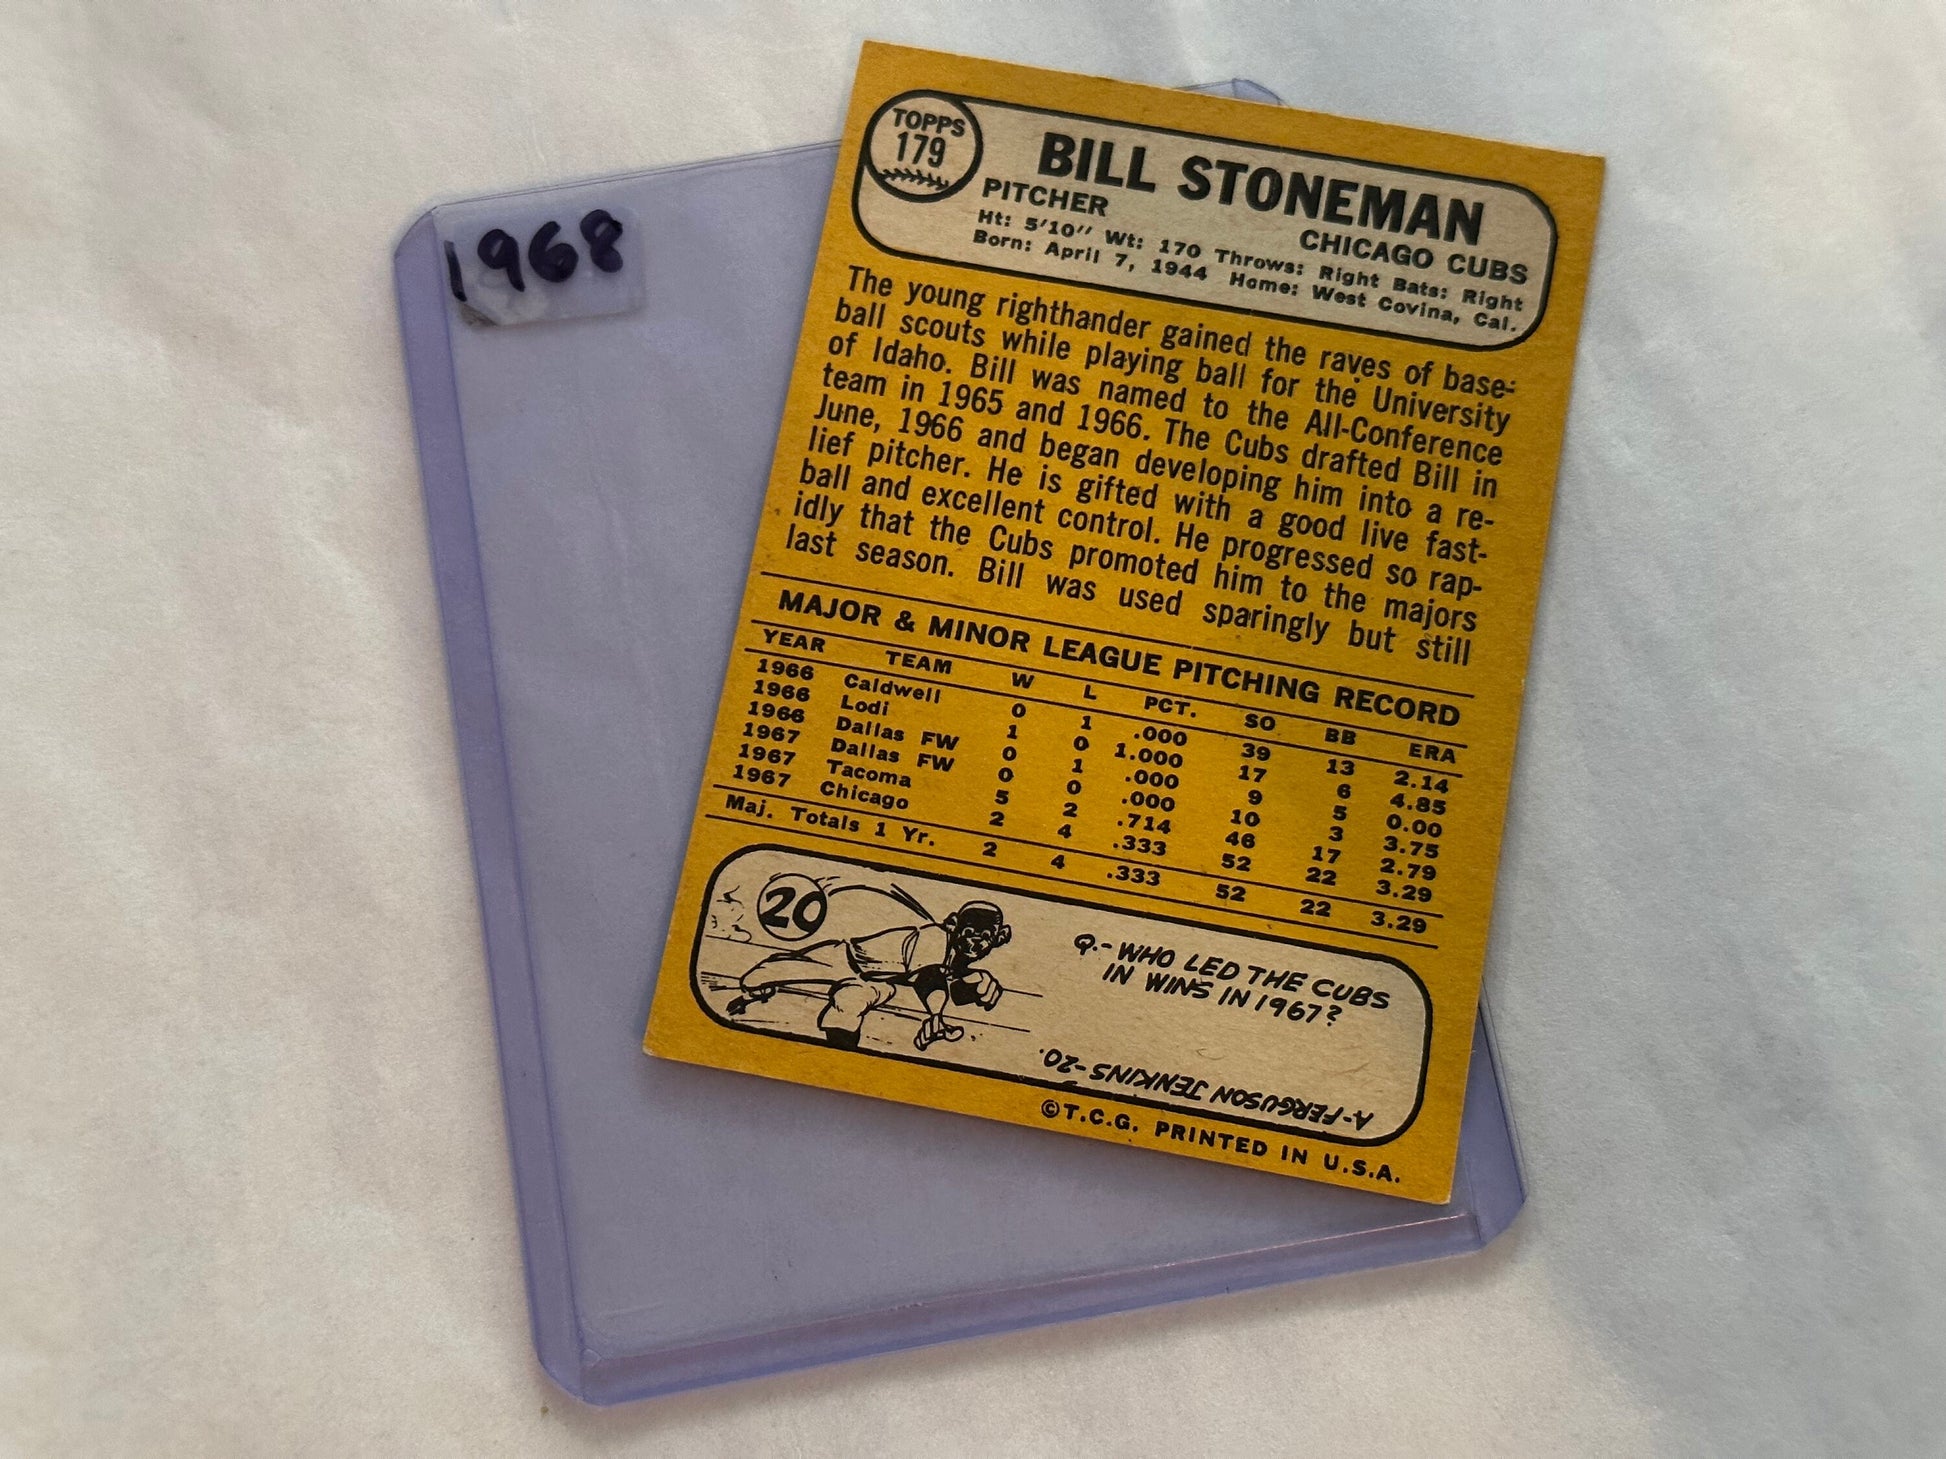 1968
TOPPS
179
BILL STONEMAN
PITCHER CHICAGO CUBS
Ht: 5'10" Wt: 170 Throws: Right Bats: Right
Born: April 7, 1944 Home: West Covina, Cal.
The young righthander gained the raves of base-
ball scouts while playing ball for the University
of Idaho. Bill was named to the All-Conference
team in 1965 and 1966. The Cubs drafted Bill in
June, 1966 and began developing him into a re-
lief pitcher. He is gifted with a good live fast-
ball and excellent control. He progressed so rap-
idly that the Cubs promoted him to the majors
last season. Bill was used sparingly but still
MAJOR & MINOR LEAGUE PITCHING RECORD
YEAR TEAM W L PCT. SO BB ERA
1966 Caldwell 0 1 .000 39 13 2.14
1966 Lodi 1 0 1.000 17 6 4.85
1966 Dallas FW 0 1 .000 9 5 0.00
1967 Dallas FW 0 0 .000 10 3 3.75
1967 Tacoma 5 2 .714 46 17 2.79
1967 Chicago 2 4 .333 52 22 3.29
Maj. Totals 1 Yr. 2 4 .333 52 22 3.29
20
Q.-WHO LED THE CUBS
IN WINS IN 1967?
A-FERGUSON JENKINS-20.
©T.C.G. PRINTED IN U.S.A.